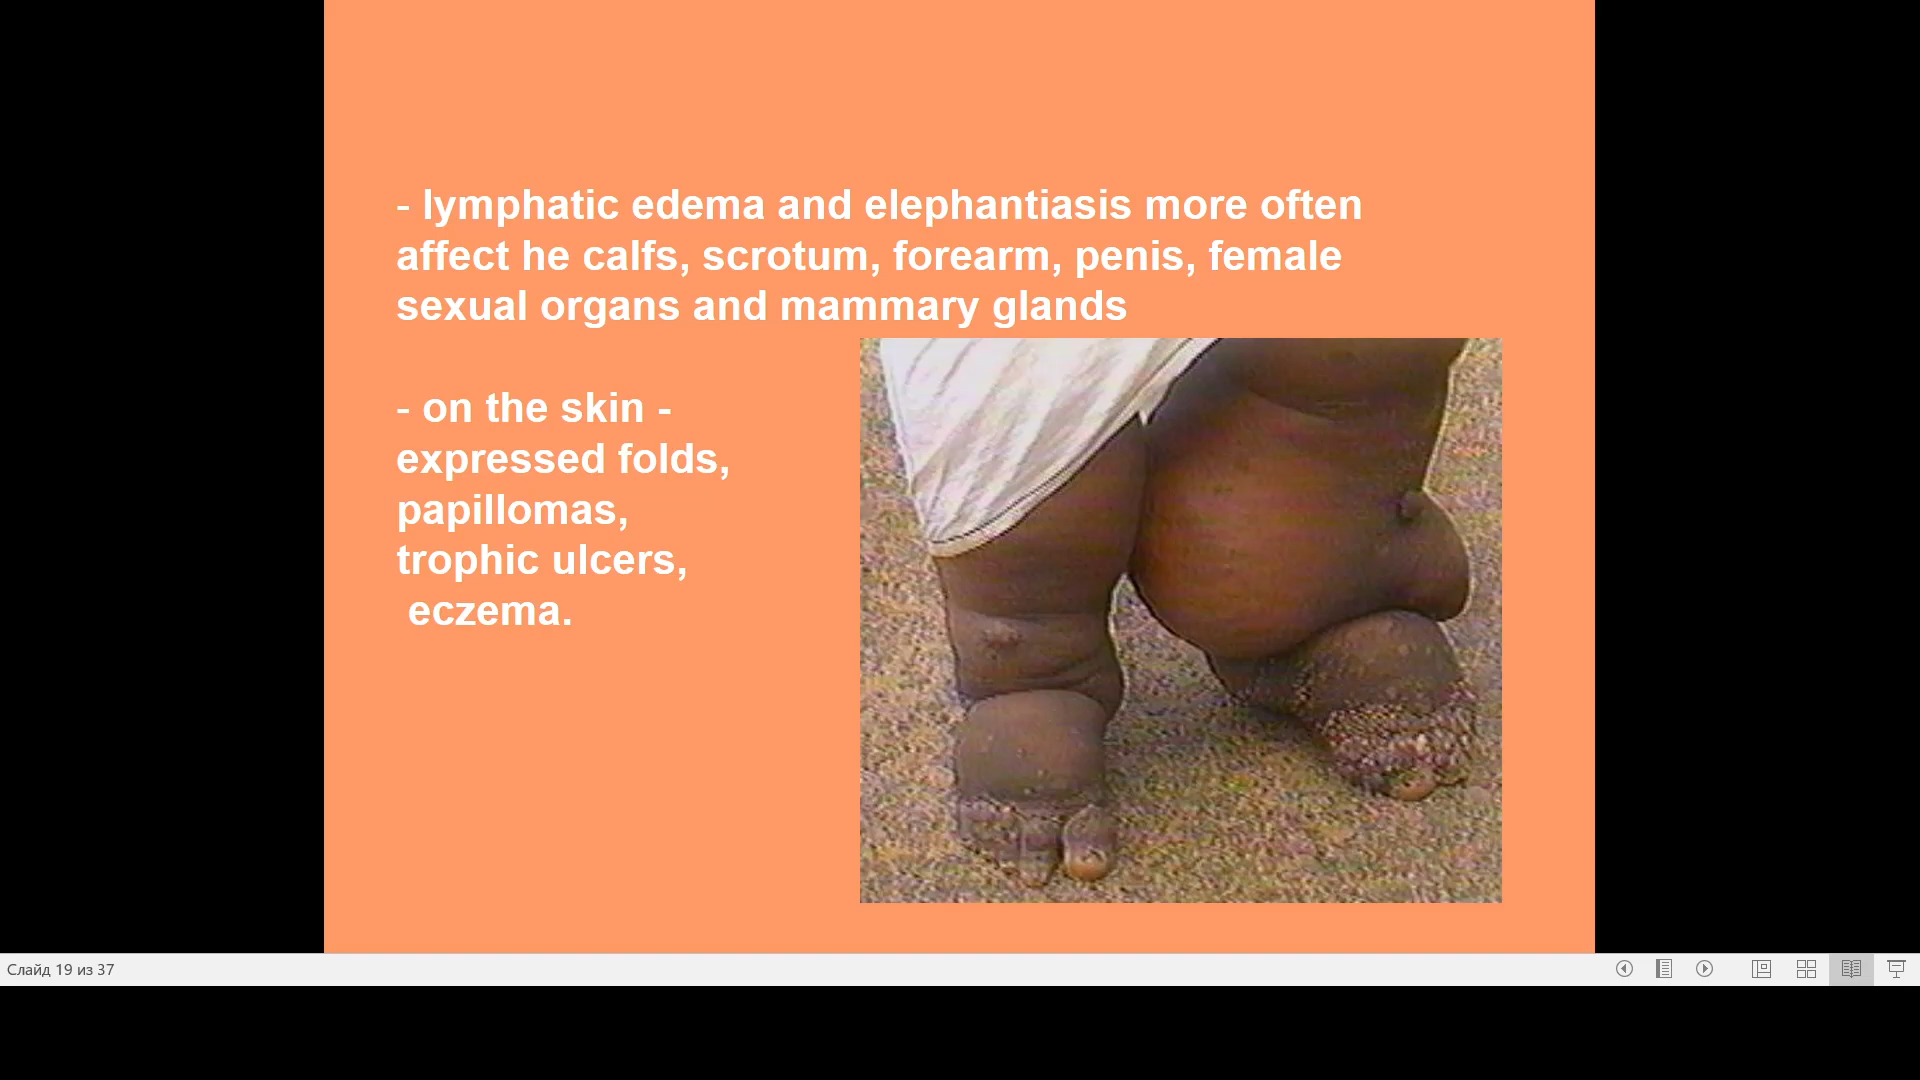 - lymphatic edema and elephantiasis more often
affect he calfs, scrotum, forearm, penis, female
sexual organs and mammary glands
- on the skin -
expressed folds,
papillomas,
trophic ulcers,
eczema.
Слайд 19 из 37